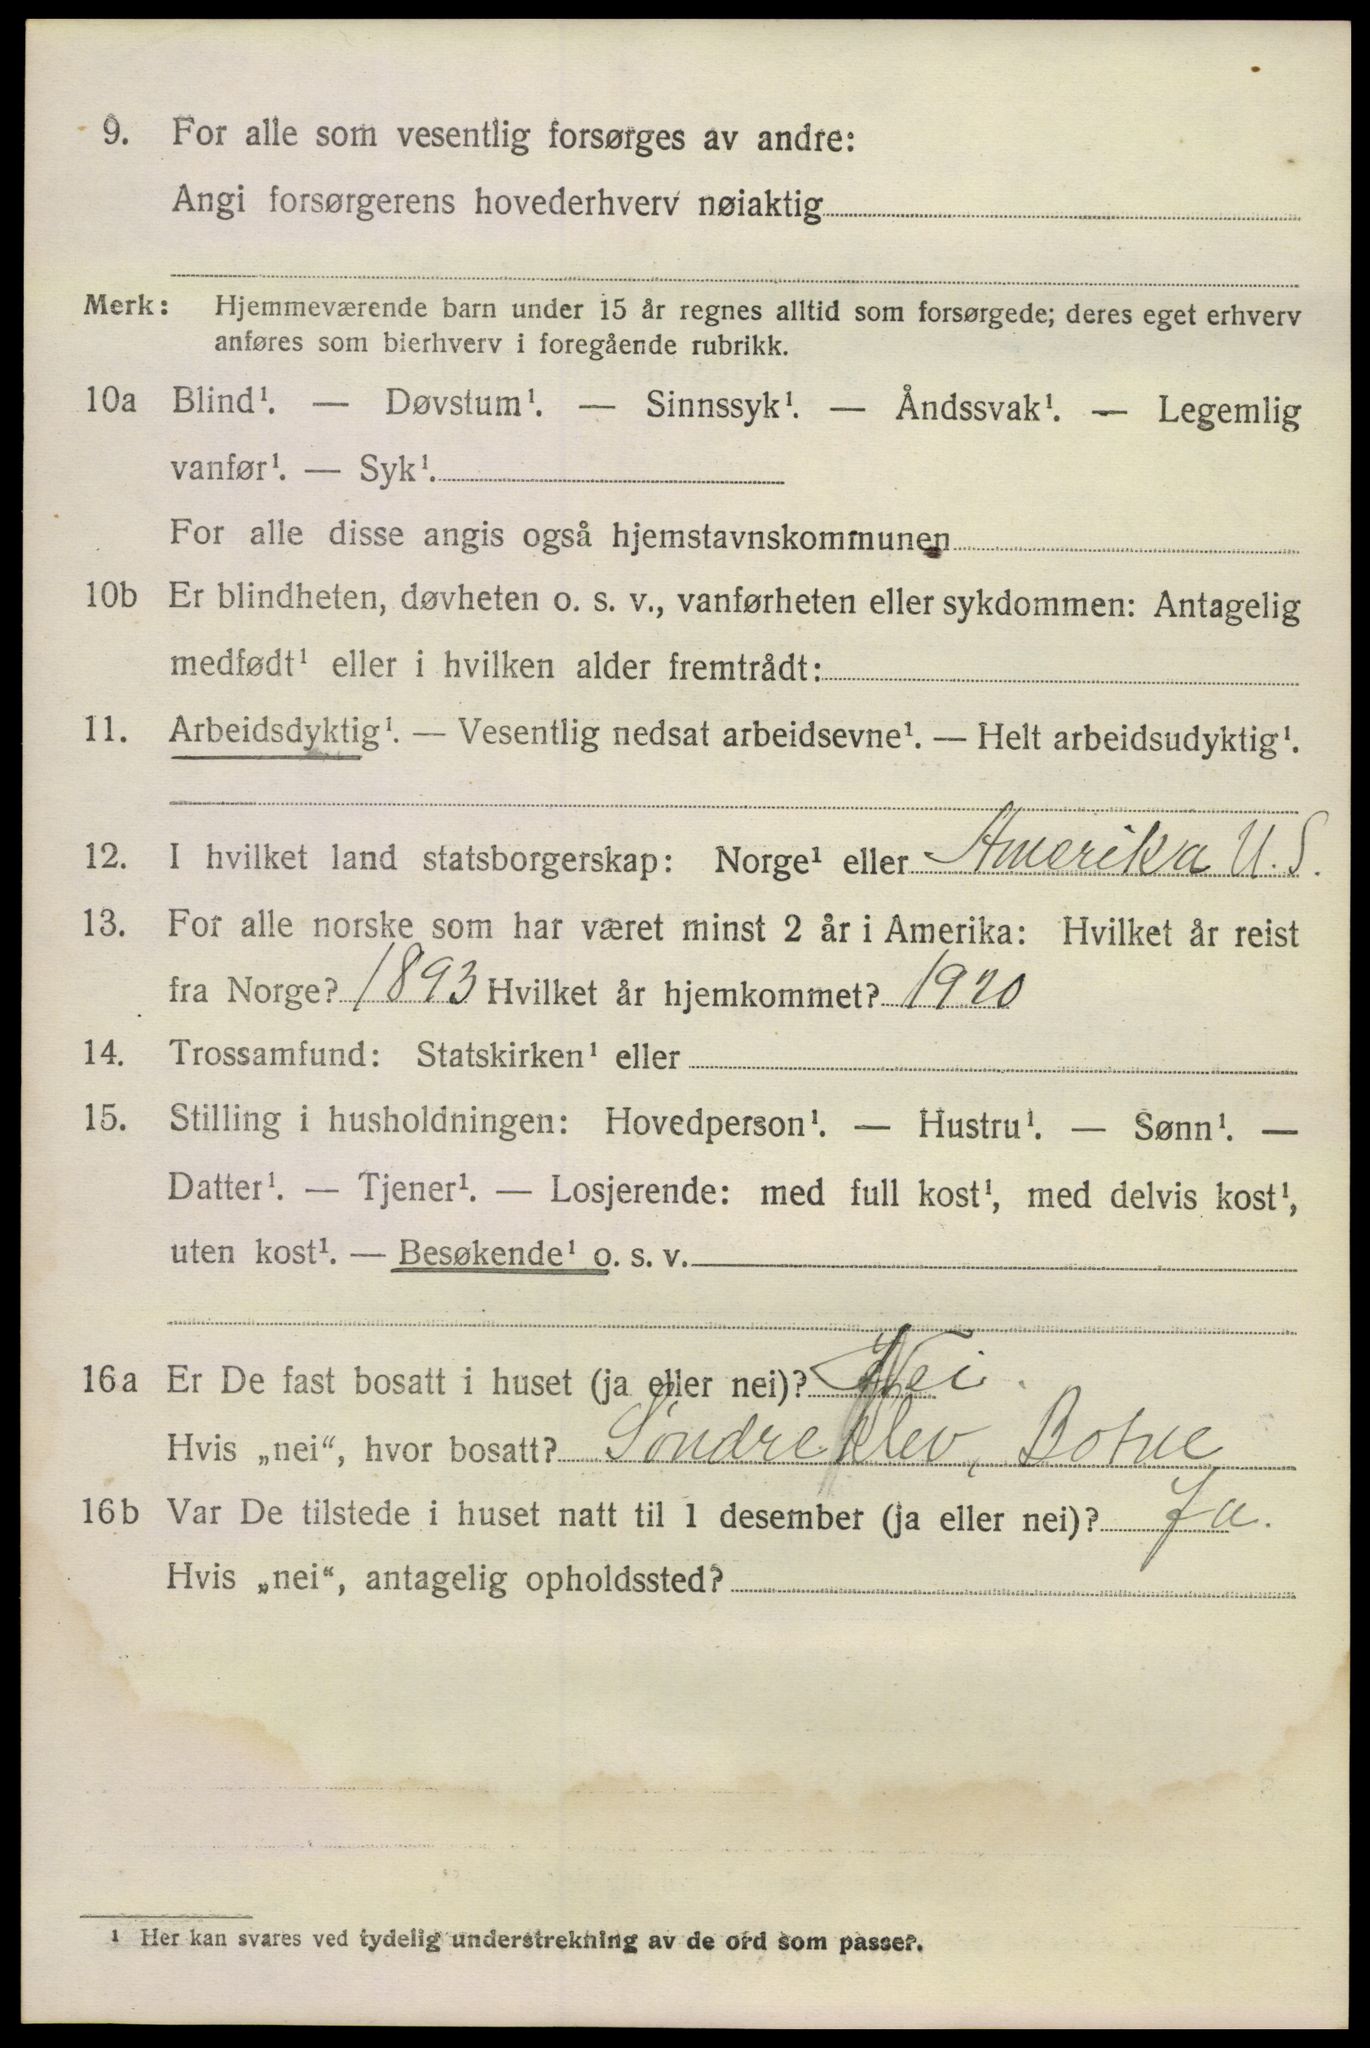 9. For alle som vesentlig forsørges av andre:
Angi forsørgerens hovederhverv nøiaktig
Merk: Hjemmeværende barn under 15 år regnes alltid som forsørgede; deres eget erhverv
anføres som bierhverv i foregående rubrikk.
10a Blind¹. — Døvstum¹. — Sinnssyk¹. — Åndssvak¹. — Legemlig
vanfør¹. — Syk¹.
For alle disse angis også hjemstavnskommunen
10b Er blindheten, døvheten o. s. v., vanførheten eller sykdommen: Antagelig
medfødt¹ eller i hvilken alder fremtrådt:
11. Arbeidsdyktig¹. — Vesentlig nedsat arbeidsevne¹. — Helt arbeidsudyktig¹.
12. I hvilket land statsborgerskap: Norge¹ eller Amerika U.S.
13. For alle norske som har været minst 2 år i Amerika: Hvilket år reist
fra Norge? 1893 Hvilket år hjemkommet? 1920
14. Trossamfund: Statskirken¹ eller
15. Stilling i husholdningen: Hovedperson¹. — Hustru¹. — Sønn¹. —
Datter¹. — Tjener¹. — Losjerende: med full kost¹, med delvis kost¹,
uten kost¹. — Besøkende¹ o. s. v.
16a Er De fast bosatt i huset (ja eller nei)? Nei.
Hvis „nei“, hvor bosatt? Søndre Klev, Botne
16b Var De tilstede i huset natt til 1 desember (ja eller nei)? Ja.
Hvis „nei“, antagelig opholdssted?
¹ Her kan svares ved tydelig understrekning av de ord som passer.